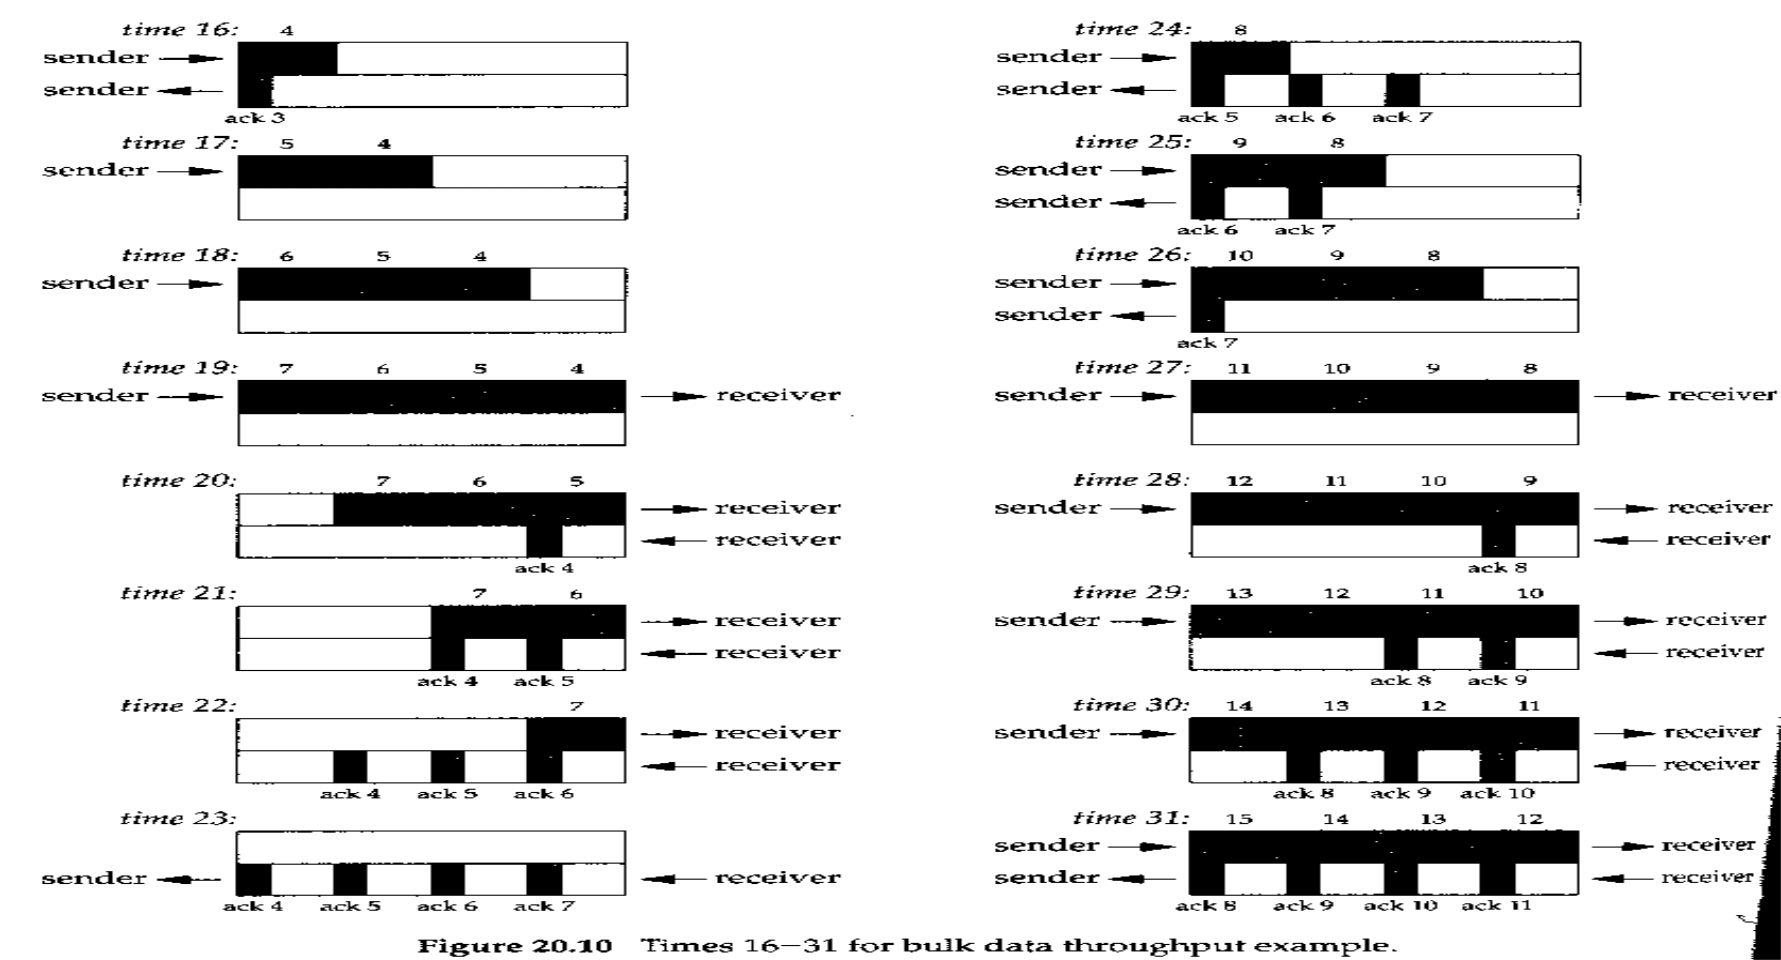 time 16: 4
sender
sender
ack 3
time 17: 5 4
sender
time 18: 6 5 4
sender
time 19: 7 6 5 4
sender receiver
time 20: 7 6 5
receiver
receiver
ack 4
time 21: 7 6
receiver
receiver
ack 4 ack 5
time 22: 7
receiver
receiver
ack 4 ack 5 ack 6
time 23:
sender receiver
ack 4 ack 5 ack 6 ack 7
time 24: 8
sender
sender
ack 5 ack 6 ack 7
time 25: 9 8
sender
sender
ack 6 ack 7
time 26: 10 9 8
sender
sender
ack 7
time 27: 11 10 9 8
sender receiver
time 28: 12 11 10 9
sender receiver
receiver
ack 8
time 29: 13 12 11 10
sender receiver
receiver
ack 8 ack 9
time 30: 14 13 12 11
sender receiver
receiver
ack 8 ack 9 ack 10
time 31: 15 14 13 12
sender receiver
sender receiver
ack 8 ack 9 ack 10 ack 11
Figure 20.10 Times 16–31 for bulk data throughput example.